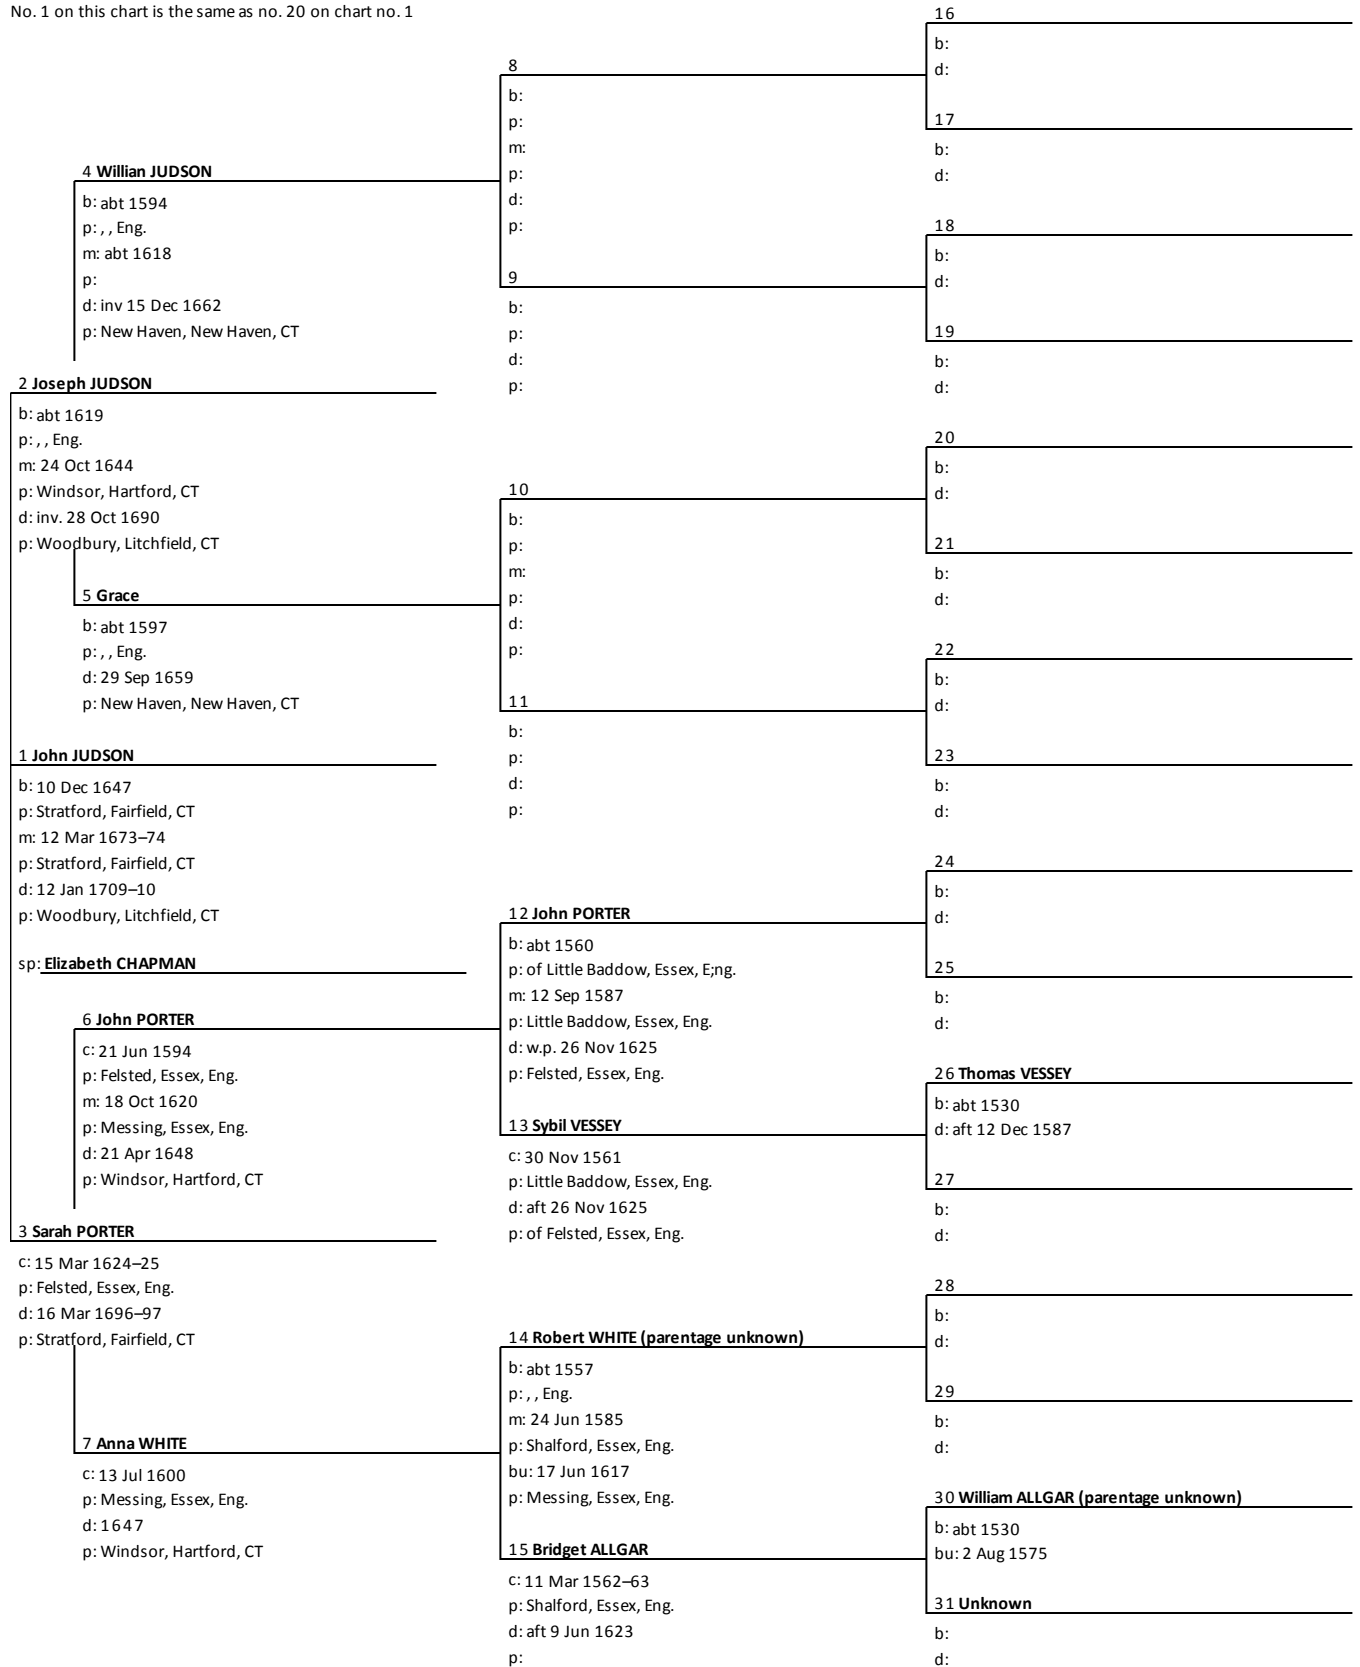 No. 1 on this chart is the same as no. 20 on chart no. 1
1 John JUDSON
b: 10 Dec 1647
p: Stratford, Fairfield, CT
m: 12 Mar 1673–74
p: Stratford, Fairfield, CT
d: 12 Jan 1709–10
p: Woodbury, Litchfield, CT
sp: Elizabeth CHAPMAN
2 Joseph JUDSON
b: abt 1619
p: , , Eng.
m: 24 Oct 1644
p: Windsor, Hartford, CT
d: inv. 28 Oct 1690
p: Woodbury, Litchfield, CT
3 Sarah PORTER
c: 15 Mar 1624–25
p: Felsted, Essex, Eng.
d: 16 Mar 1696–97
p: Stratford, Fairfield, CT
4 Willian JUDSON
b: abt 1594
p: , , Eng.
m: abt 1618
p:
d: inv 15 Dec 1662
p: New Haven, New Haven, CT
5 Grace
b: abt 1597
p: , , Eng.
d: 29 Sep 1659
p: New Haven, New Haven, CT
6 John PORTER
c: 21 Jun 1594
p: Felsted, Essex, Eng.
m: 18 Oct 1620
p: Messing, Essex, Eng.
d: 21 Apr 1648
p: Windsor, Hartford, CT
7 Anna WHITE
c: 13 Jul 1600
p: Messing, Essex, Eng.
d: 1647
p: Windsor, Hartford, CT
8
b:
p:
m:
p:
d:
p:
9
b:
p:
d:
p:
10
b:
p:
m:
p:
d:
p:
11
b:
p:
d:
p:
12 John PORTER
b: abt 1560
p: of Little Baddow, Essex, E;ng.
m: 12 Sep 1587
p: Little Baddow, Essex, Eng.
d: w.p. 26 Nov 1625
p: Felsted, Essex, Eng.
13 Sybil VESSEY
c: 30 Nov 1561
p: Little Baddow, Essex, Eng.
d: aft 26 Nov 1625
p: of Felsted, Essex, Eng.
14 Robert WHITE (parentage unknown)
b: abt 1557
p: , , Eng.
m: 24 Jun 1585
p: Shalford, Essex, Eng.
bu: 17 Jun 1617
p: Messing, Essex, Eng.
15 Bridget ALLGAR
c: 11 Mar 1562–63
p: Shalford, Essex, Eng.
d: aft 9 Jun 1623
p:
16
b:
d:
17
b:
d:
18
b:
d:
19
b:
d:
20
b:
d:
21
b:
d:
22
b:
d:
23
b:
d:
24
b:
d:
25
b:
d:
26 Thomas VESSEY
b: abt 1530
d: aft 12 Dec 1587
27
b:
d:
28
b:
d:
29
b:
d:
30 William ALLGAR (parentage unknown)
b: abt 1530
bu: 2 Aug 1575
31 Unknown
b:
d: